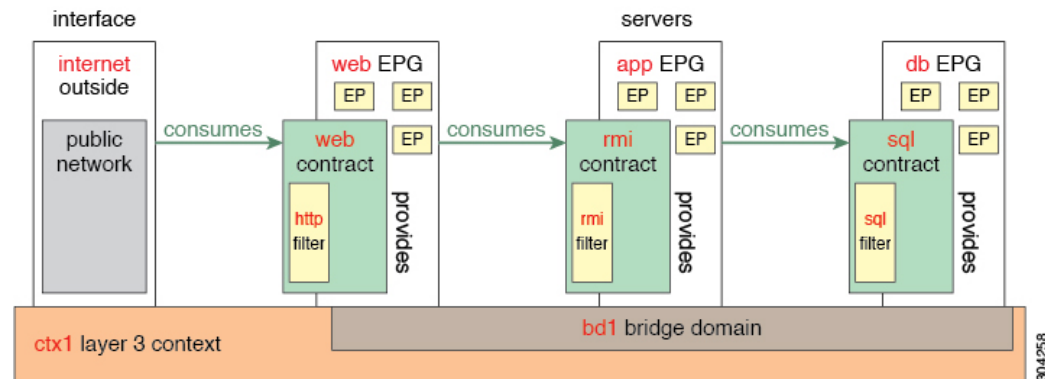 interface
servers
internet
outside
public
network
consumes
web EPG
EP
EP
EP
web
contract
http
filter
provides
consumes
app EPG
EP
EP
EP
rmi
contract
rmi
filter
provides
consumes
db EPG
EP
EP
EP
sql
contract
sql
filter
provides
bd1 bridge domain
ctx1 layer 3 context
304258